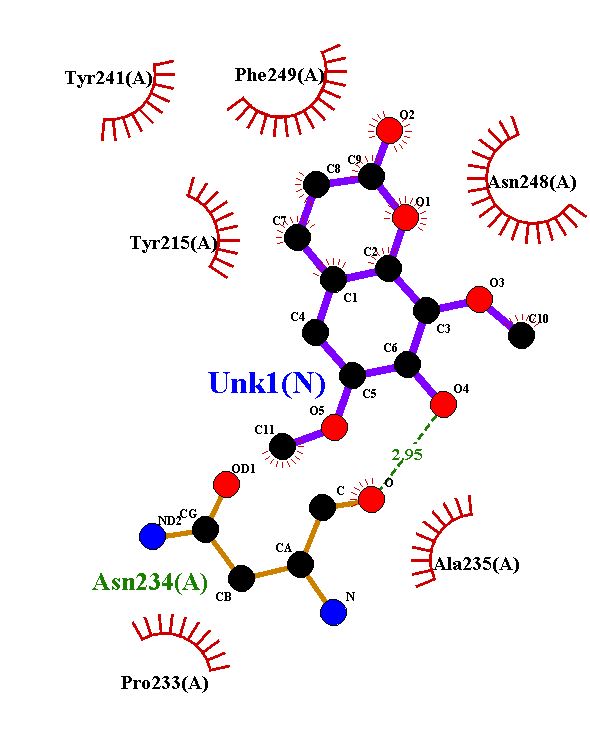 Tyr241(A)
Phe249(A)
O2
C9
C8
Asn248(A)
O1
C7
Tyr215(A)
C2
O3
C1
C4
C3
C10
C6
Unk1(N)
C5
O4
O5
C11
2.95
OD1
O
C
CG
ND2
CA
Ala235(A)
Asn234(A)
CB
N
Pro233(A)